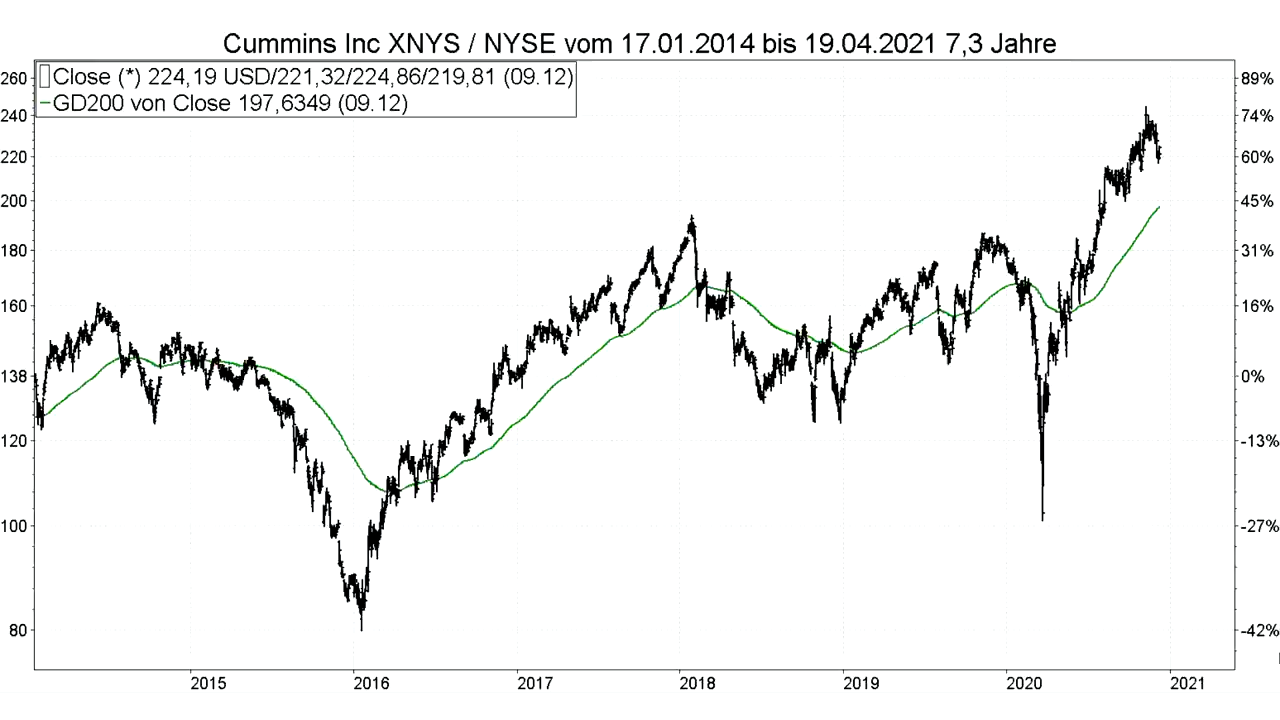 Cummins Inc XNYS / NYSE vom 17.01.2014 bis 19.04.2021 7,3 Jahre
Close (*) 224,19 USD/221,32/224,86/219,81 (09.12)
GD200 von Close 197,6349 (09.12)
260 89%
240 74%
220 60%
200 45%
180 31%
160 16%
138 0%
120 -13%
100 -27%
80 -42%
2015 2016 2017 2018 2019 2020 2021